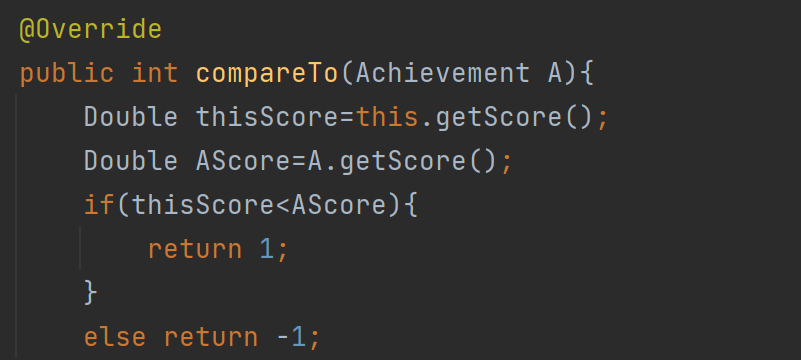 @Override
public int compareTo(Achievement A){
    Double thisScore=this.getScore();
    Double AScore=A.getScore();
    if(thisScore<AScore){
        return 1;
    }
    else return -1;